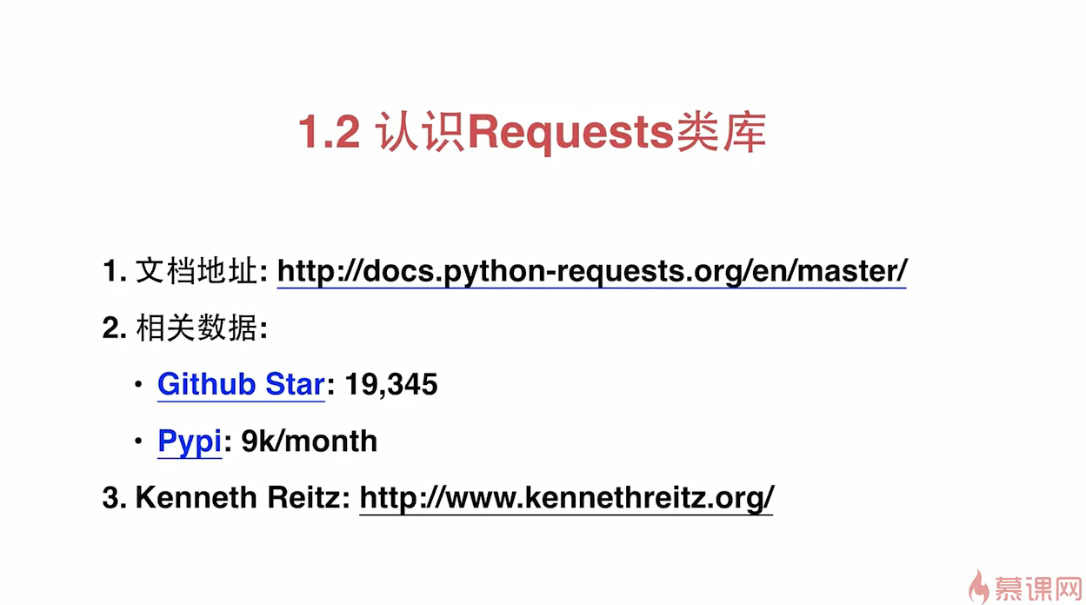 1.2 认识Requests类库
1. 文档地址: http://docs.python-requests.org/en/master/
2. 相关数据:
• Github Star: 19,345
• Pypi: 9k/month
3. Kenneth Reitz: http://www.kennethreitz.org/
慕课网